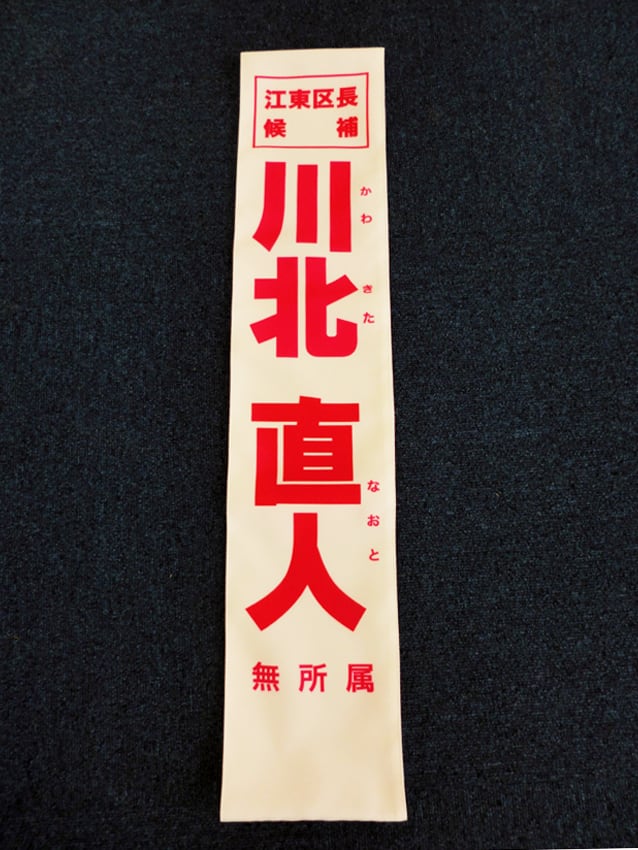 江東区長
候補
川北 直人
かわ きた なおと
無所属